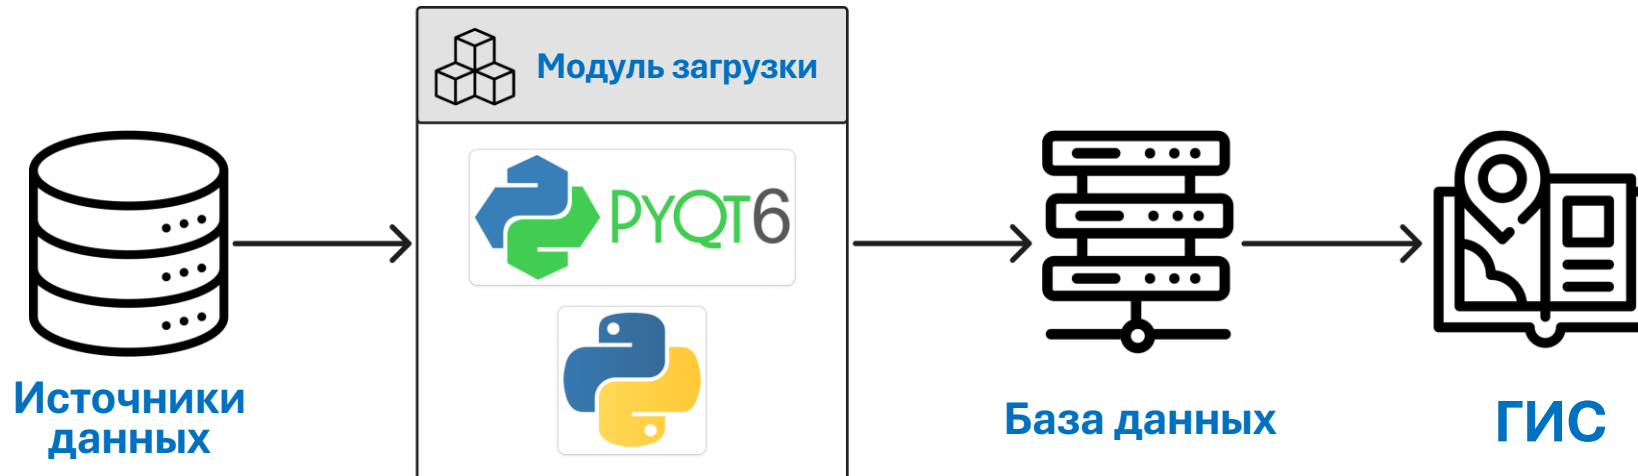 Модуль загрузки
PYQT6
Источники
данных
База данных
ГИС